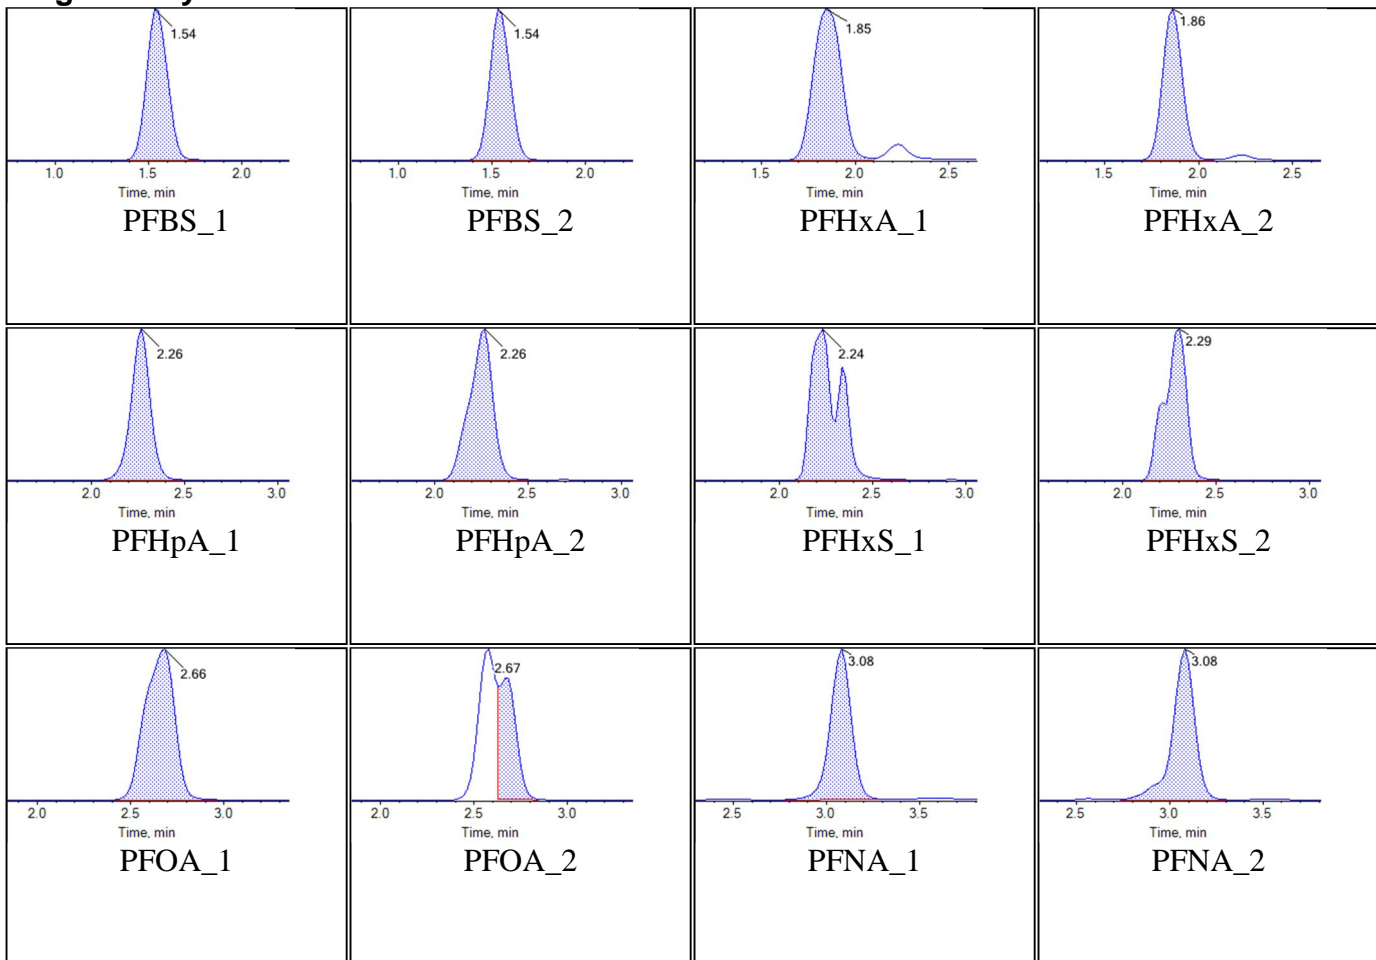 1.54 1.54 1.85 1.86
1.0 1.5 2.0 1.0 1.5 2.0 1.5 2.0 2.5 1.5 2.0 2.5
Time, min Time, min Time, min Time, min
PFBS_1 PFBS_2 PFHxA_1 PFHxA_2
2.26 2.26 2.24 2.29
2.0 2.5 3.0 2.0 2.5 3.0 2.0 2.5 3.0 2.0 2.5 3.0
Time, min Time, min Time, min Time, min
PFHpA_1 PFHpA_2 PFHxS_1 PFHxS_2
2.66 2.67 3.08 3.08
2.0 2.5 3.0 2.0 2.5 3.0 2.5 3.0 3.5 2.5 3.0 3.5
Time, min Time, min Time, min Time, min
PFOA_1 PFOA_2 PFNA_1 PFNA_2